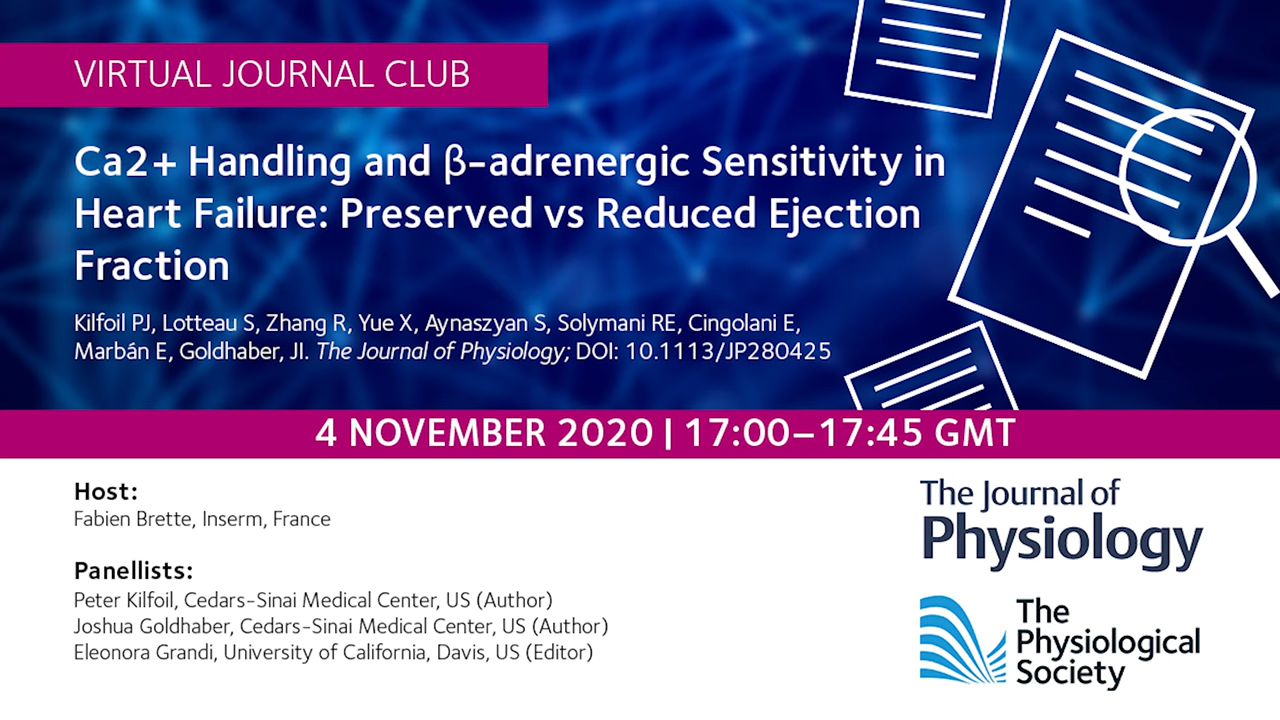 VIRTUAL JOURNAL CLUB
Ca2+ Handling and β-adrenergic Sensitivity in
Heart Failure: Preserved vs Reduced Ejection
Fraction
Kilfoil PJ, Lotteau S, Zhang R, Yue X, Aynaszyan S, Solymani RE, Cingolani E,
Marbán E, Goldhaber, JI. The Journal of Physiology; DOI: 10.1113/JP280425
4 NOVEMBER 2020 | 17:00–17:45 GMT
Host:
Fabien Brette, Inserm, France
Panellists:
Peter Kilfoil, Cedars-Sinai Medical Center, US (Author)
Joshua Goldhaber, Cedars-Sinai Medical Center, US (Author)
Eleonora Grandi, University of California, Davis, US (Editor)
The Journal of
Physiology
The
Physiological
Society